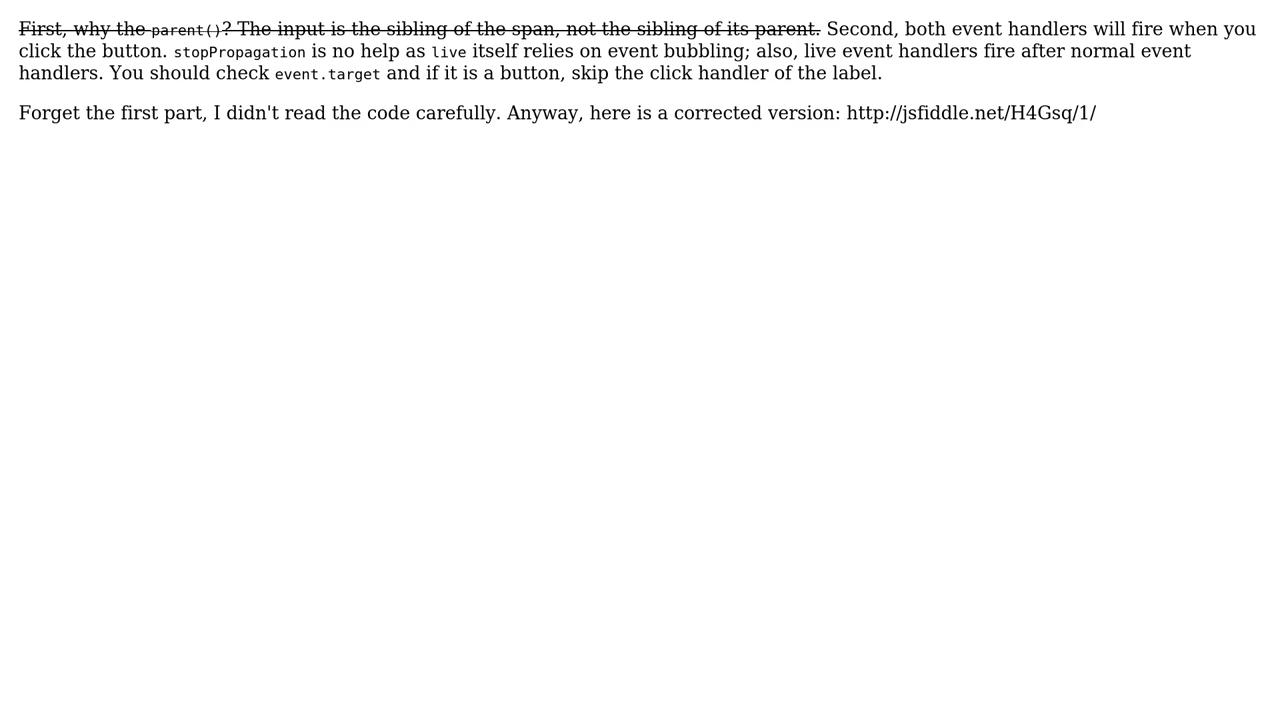 First, why the parent()? The input is the sibling of the span, not the sibling of its parent. Second, both event handlers will fire when you
click the button. stopPropagation is no help as live itself relies on event bubbling; also, live event handlers fire after normal event
handlers. You should check event.target and if it is a button, skip the click handler of the label.
Forget the first part, I didn't read the code carefully. Anyway, here is a corrected version: http://jsfiddle.net/H4Gsq/1/